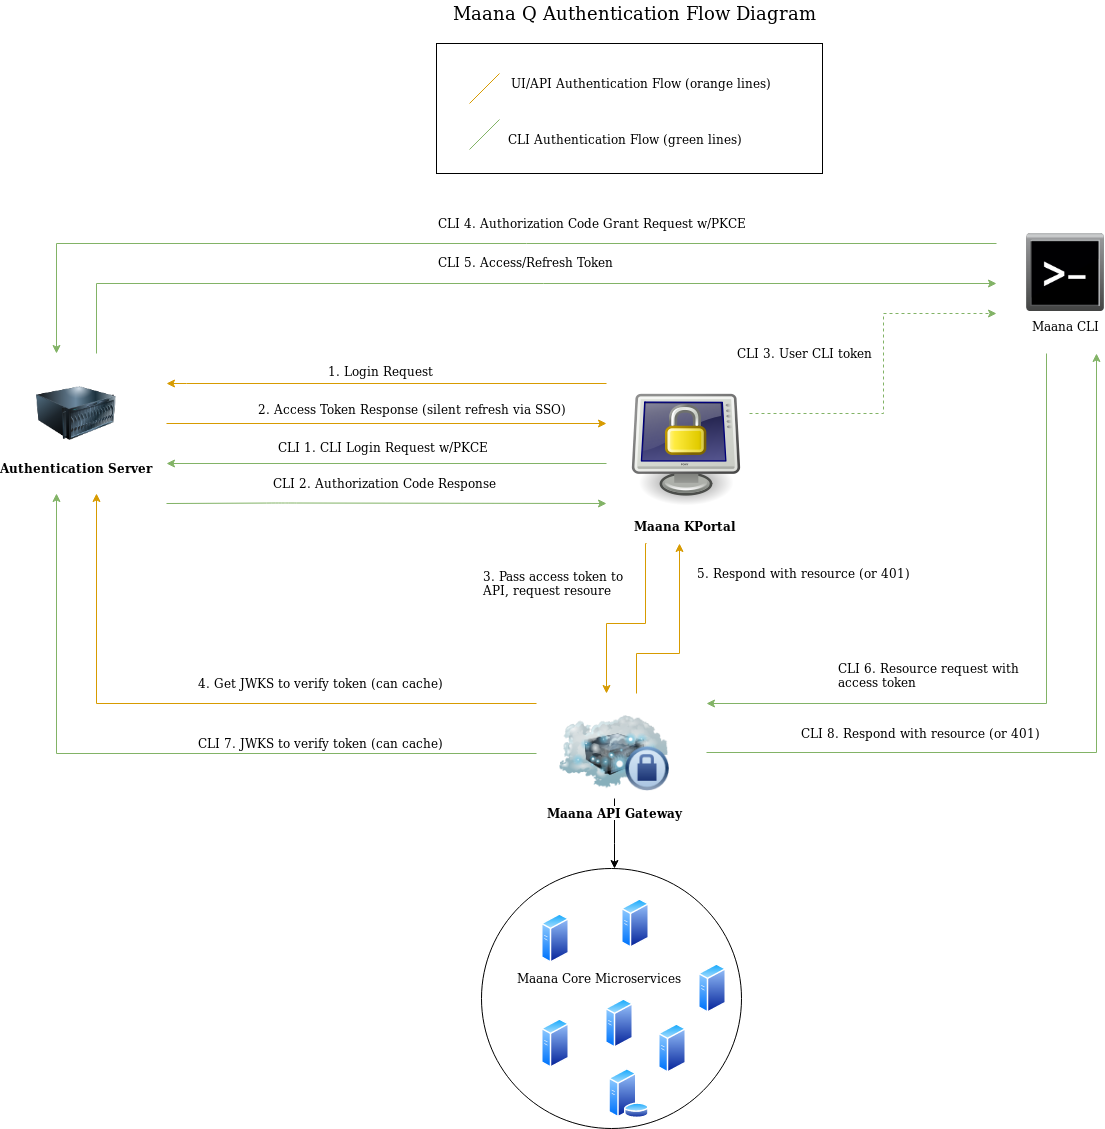 Maana Q Authentication Flow Diagram
UI/API Authentication Flow (orange lines)
CLI Authentication Flow (green lines)
CLI 4. Authorization Code Grant Request w/PKCE
CLI 5. Access/Refresh Token
Maana CLI
CLI 3. User CLI token
1. Login Request
2. Access Token Response (silent refresh via SSO)
CLI 1. CLI Login Request w/PKCE
Authentication Server
CLI 2. Authorization Code Response
Maana KPortal
3. Pass access token to
API, request resoure
5. Respond with resource (or 401)
CLI 6. Resource request with
access token
4. Get JWKS to verify token (can cache)
CLI 8. Respond with resource (or 401)
CLI 7. JWKS to verify token (can cache)
Maana API Gateway
Maana Core Microservices